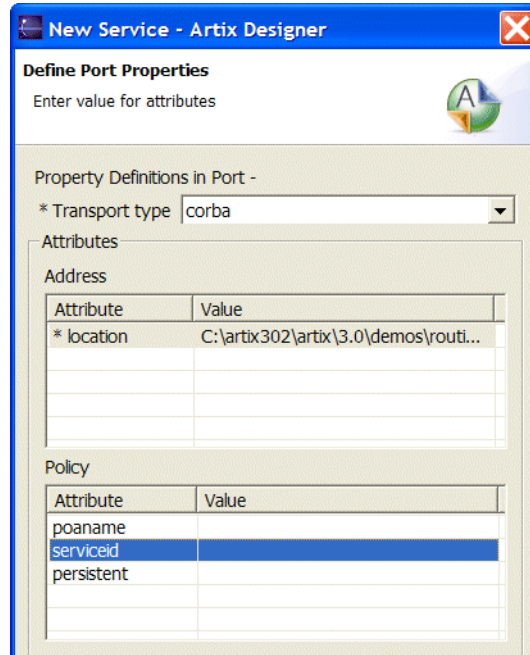 New Service - Artix Designer
Define Port Properties
Enter value for attributes
A
Property Definitions in Port -
* Transport type corba
Attributes
Address
Attribute Value
* location C:\artix302\artix\3.0\demos\routi...
Policy
Attribute Value
poaname
serviceid
persistent